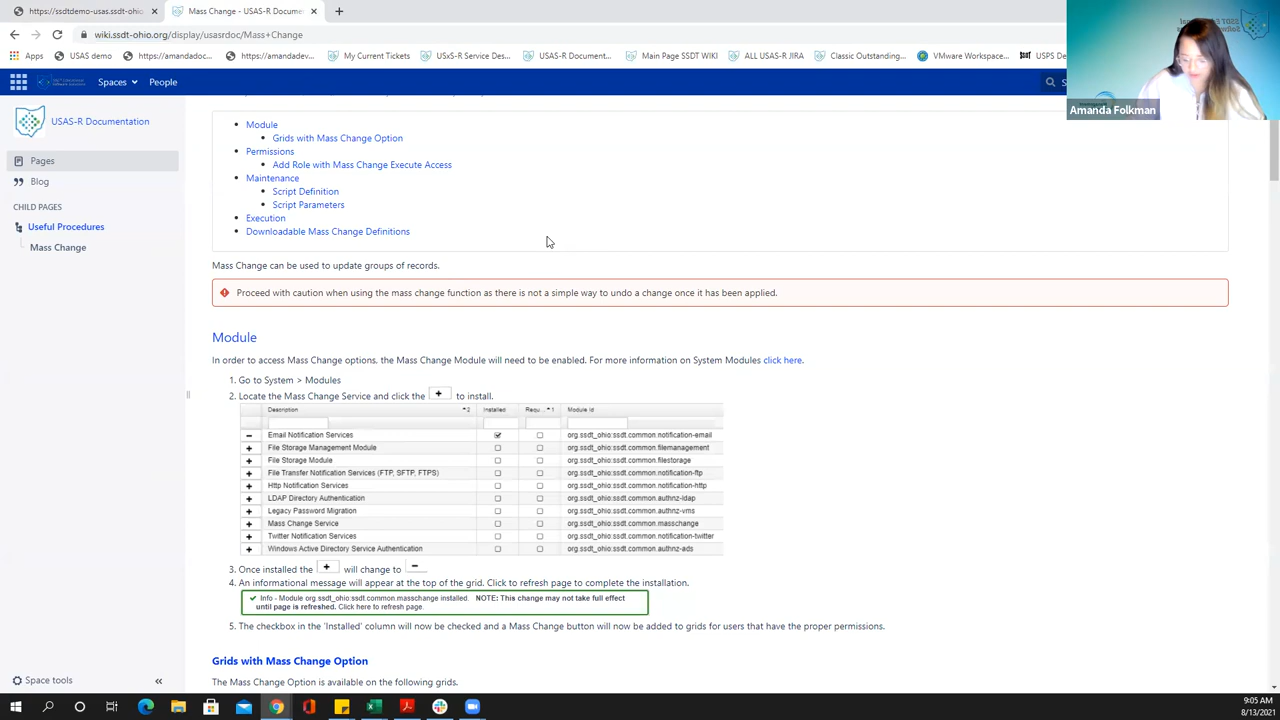 https://ssdtdemo-usas.ssdt-ohio
Mass Change - USAS-R Documen
wiki.ssdt-ohio.org/display/usasrdoc/Mass+Change
Apps
USAS demo
https://amandadoc...
https://amandadev...
My Current Tickets
USxS-R Service Des...
USAS-R Document...
Main Page SSDT WIKI
ALL USAS-R JIRA
Classic Outstanding...
VMware Workspace...
USPS De
Spaces
People
Amanda Folkman
USAS-R Documentation
Pages
Blog
CHILD PAGES
Useful Procedures
Mass Change
Space tools
Module
Grids with Mass Change Option
Permissions
Add Role with Mass Change Execute Access
Maintenance
Script Definition
Script Parameters
Execution
Downloadable Mass Change Definitions
Mass Change can be used to update groups of records.
Proceed with caution when using the mass change function as there is not a simple way to undo a change once it has been applied.
Module
In order to access Mass Change options, the Mass Change Module will need to be enabled. For more information on System Modules click here.
1. Go to System > Modules
2. Locate the Mass Change Service and click the + to install.
Description Installed Requ... Module Id
Email Notification Services org.ssdt_ohio:ssdt.common.notification-email
File Storage Management Module org.ssdt_ohio:ssdt.common.filemanagement
File Storage Module org.ssdt_ohio:ssdt.common.filestorage
File Transfer Notification Services (FTP, SFTP, FTPS) org.ssdt_ohio:ssdt.common.notification-ftp
Http Notification Services org.ssdt_ohio:ssdt.common.notification-http
LDAP Directory Authentication org.ssdt_ohio:ssdt.common.authnz-ldap
Legacy Password Migration org.ssdt_ohio:ssdt.common.authnz-vms
Mass Change Service org.ssdt_ohio:ssdt.common.masschange
Twitter Notification Services org.ssdt_ohio:ssdt.common.notification-twitter
Windows Active Directory Service Authentication org.ssdt_ohio:ssdt.common.authnz-ads
3. Once installed the + will change to −
4. An informational message will appear at the top of the grid. Click to refresh page to complete the installation.
Info - Module org.ssdt_ohio:ssdt.common.masschange installed. NOTE: This change may not take full effect
until page is refreshed. Click here to refresh page.
5. The checkbox in the 'Installed' column will now be checked and a Mass Change button will now be added to grids for users that have the proper permissions.
Grids with Mass Change Option
The Mass Change Option is available on the following grids.
9:05 AM
8/13/2021